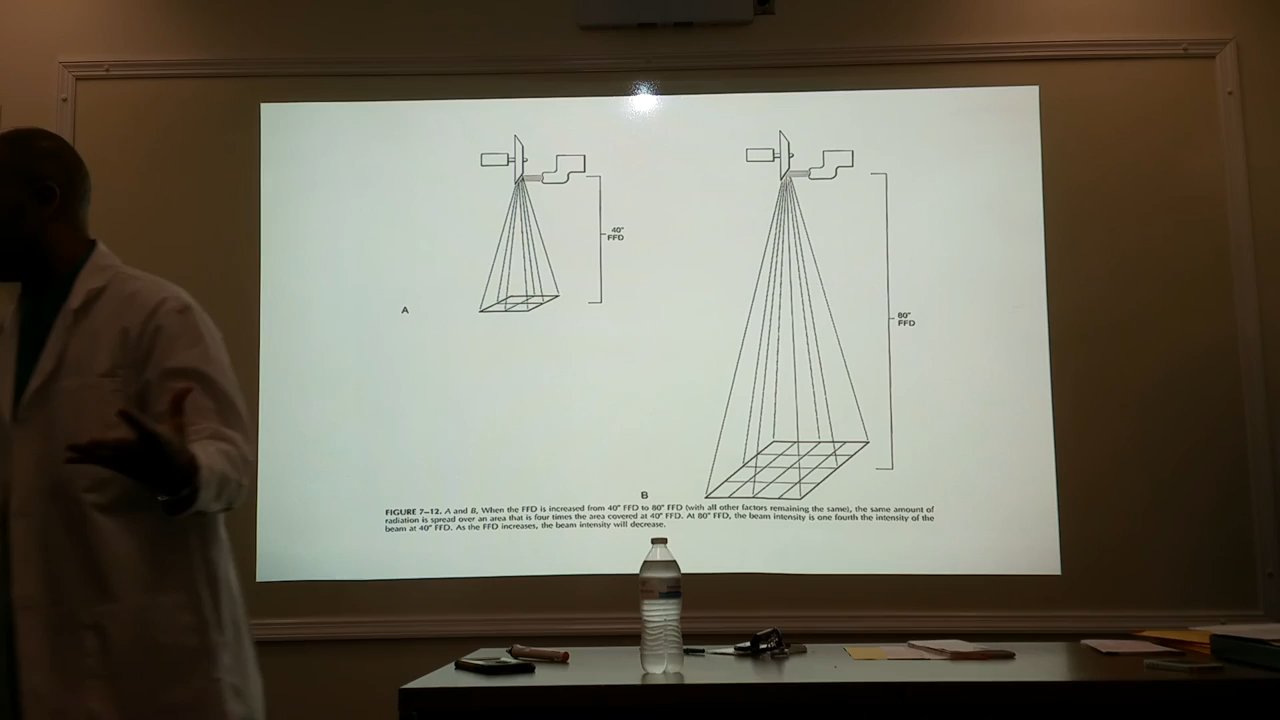 40"
FFD
80"
FFD
A
B
FIGURE 7–12. A and B, When the FFD is increased from 40" FFD to 80" FFD (with all other factors remaining the same), the same amount of
radiation is spread over an area that is four times the area covered at 40" FFD. At 80" FFD, the beam intensity is one fourth the intensity of the
beam at 40" FFD. As the FFD increases, the beam intensity will decrease.